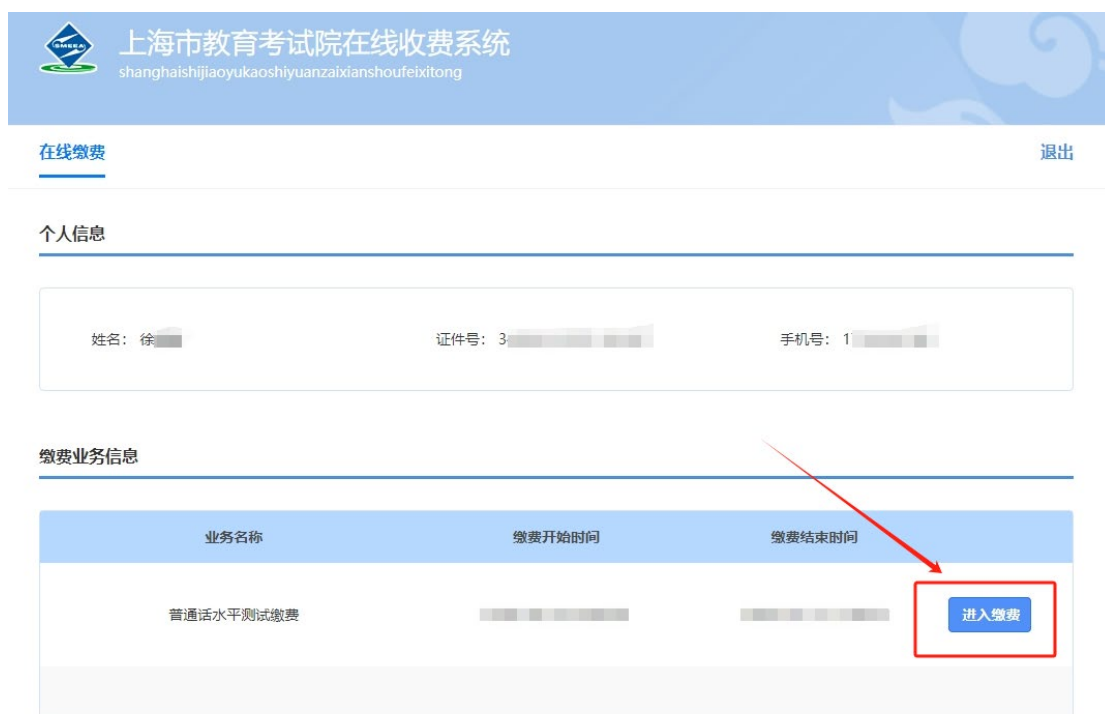 SMEEA
上海市教育考试院在线收费系统
shanghaishijiaoyukaoshiyuanzaixianshoufeixitong
在线缴费 退出
个人信息
姓名： 徐 证件号： 3 手机号： 1
缴费业务信息
业务名称 缴费开始时间 缴费结束时间
普通话水平测试缴费 进入缴费